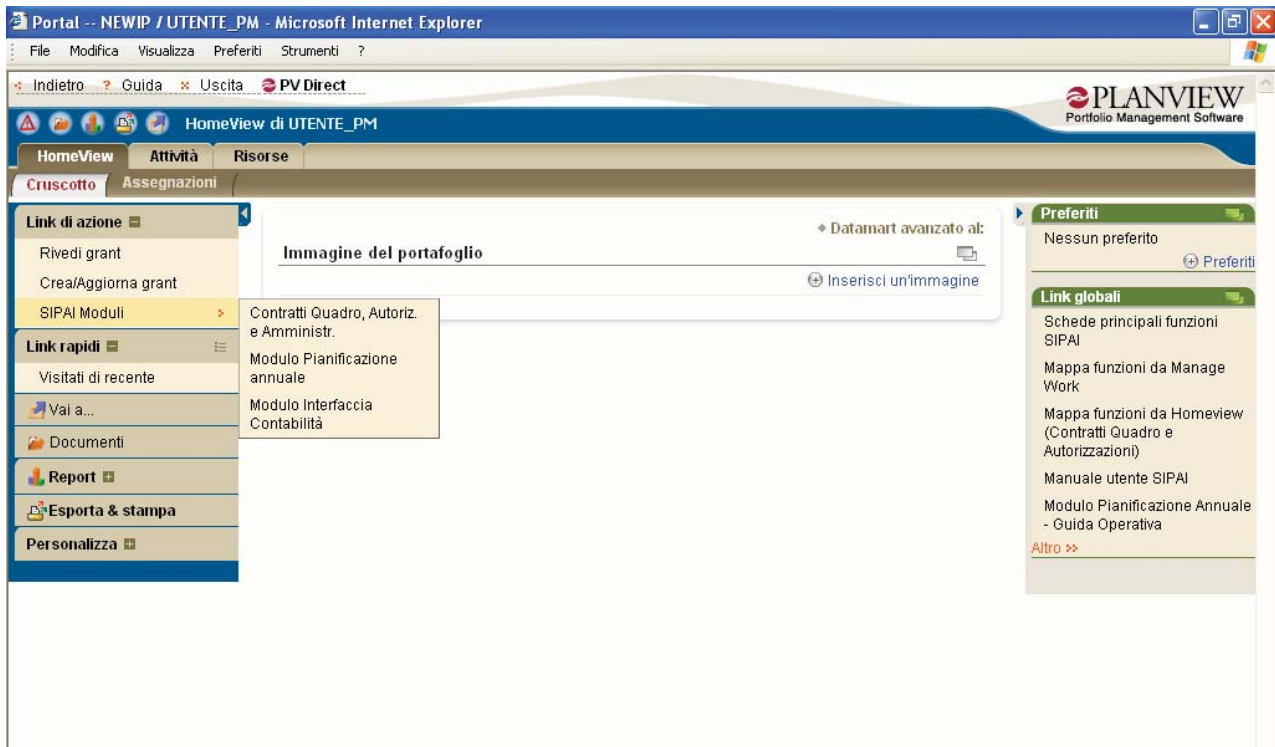 Portal -- NEWIP / UTENTE_PM - Microsoft Internet Explorer
File Modifica Visualizza Preferiti Strumenti ?
Indietro ? Guida × Uscita PV Direct
PLANVIEW
Portfolio Management Software
HomeView di UTENTE_PM
HomeView Attività Risorse
Cruscotto Assegnazioni
Link di azione
Rivedi grant
Crea/Aggiorna grant
SIPAI Moduli
Link rapidi
Visitati di recente
Vai a...
Documenti
Report
Esporta & stampa
Personalizza
Contratti Quadro, Autoriz.
e Amministr.
Modulo Pianificazione
annuale
Modulo Interfaccia
Contabilità
Datamart avanzato al:
Immagine del portafoglio
Inserisci un'immagine
Preferiti
Nessun preferito
Preferiti
Link globali
Schede principali funzioni
SIPAI
Mappa funzioni da Manage
Work
Mappa funzioni da Homeview
(Contratti Quadro e
Autorizzazioni)
Manuale utente SIPAI
Modulo Pianificazione Annuale
- Guida Operativa
Altro >>